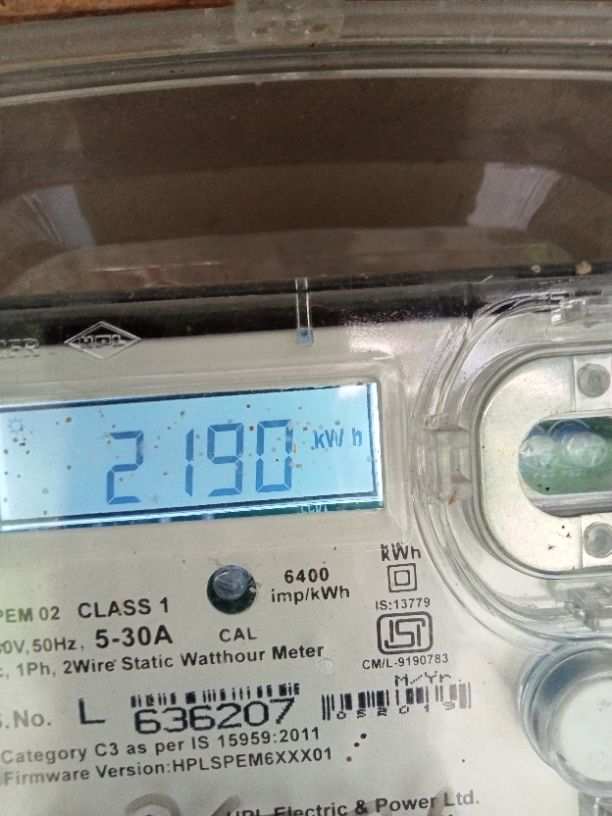 HPL
2190 kWh
kWh
6400
imp/kWh
IS:13779
PEM 02 CLASS 1
0V,50Hz, 5-30A
CAL
, 1Ph, 2Wire Static Watthour Meter
CM/L-9190783
M-Yr
S.No. L 636207
Category C3 as per IS 15959:2011
Firmware Version:HPLSPEM6XXX01
HPL Electric & Power Ltd.